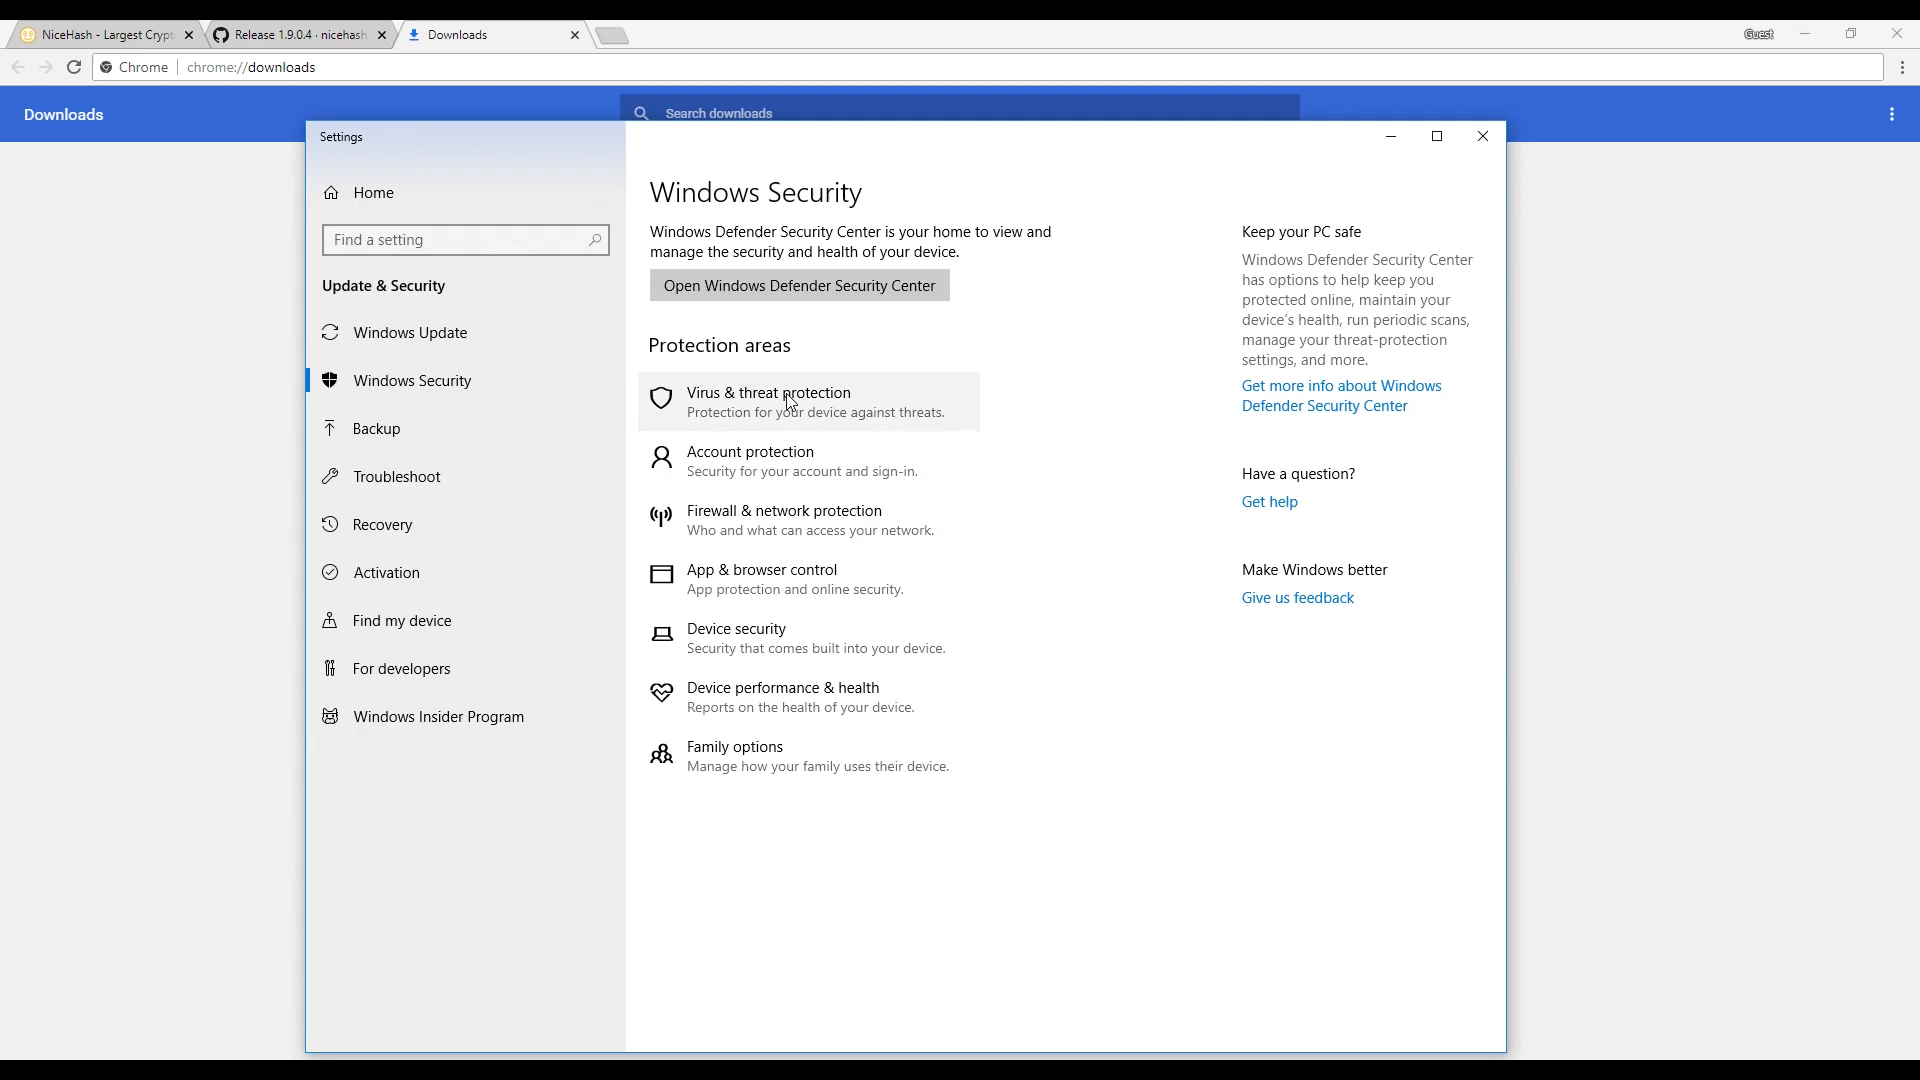 NiceHash - Largest Crypt
Release 1.9.0.4 · nicehash
Downloads
Guest
Chrome
chrome://downloads
Downloads
Search downloads
Settings
Home
Find a setting
Update & Security
Windows Update
Windows Security
Backup
Troubleshoot
Recovery
Activation
Find my device
For developers
Windows Insider Program
Windows Security
Windows Defender Security Center is your home to view and
manage the security and health of your device.
Open Windows Defender Security Center
Protection areas
Virus & threat protection
Protection for your device against threats.
Account protection
Security for your account and sign-in.
Firewall & network protection
Who and what can access your network.
App & browser control
App protection and online security.
Device security
Security that comes built into your device.
Device performance & health
Reports on the health of your device.
Family options
Manage how your family uses their device.
Keep your PC safe
Windows Defender Security Center
has options to help keep you
protected online, maintain your
device's health, run periodic scans,
manage your threat-protection
settings, and more.
Get more info about Windows
Defender Security Center
Have a question?
Get help
Make Windows better
Give us feedback